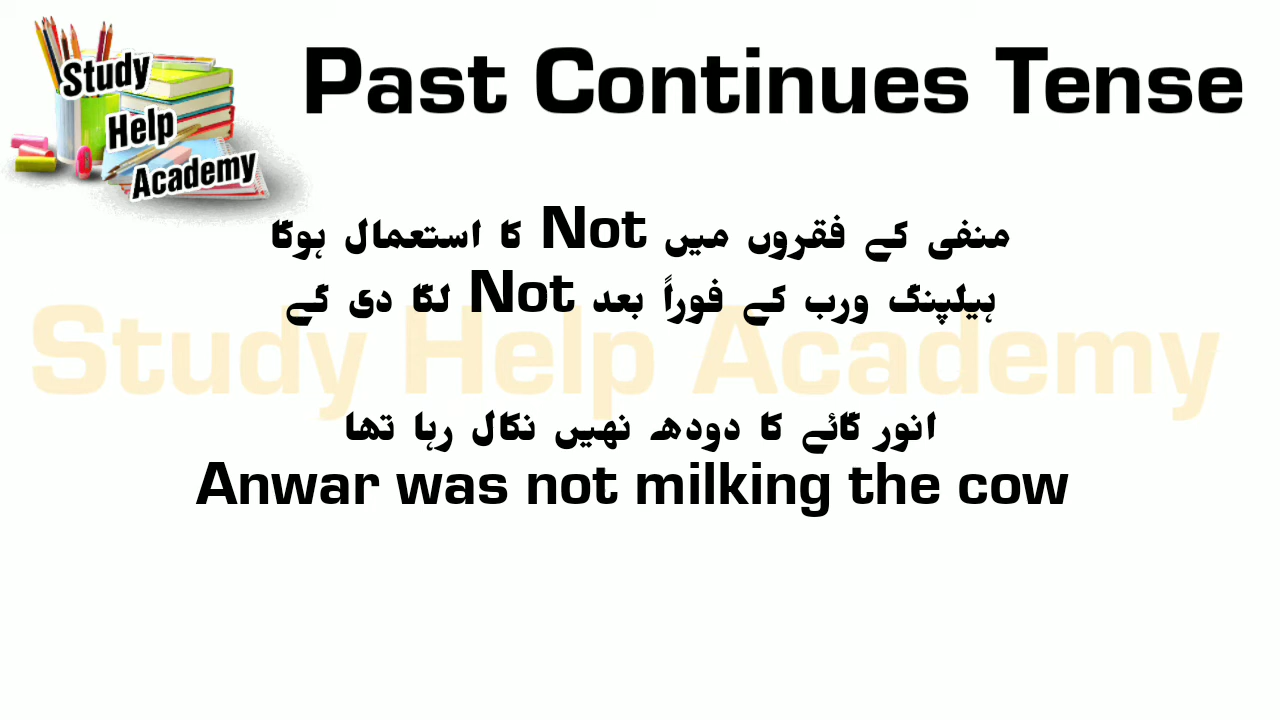 Study
Help
Academy
Past Continues Tense
منفی کے فقروں میں Not کا استعمال ہوگا
ہیلپنگ ورب کے فوراً بعد Not لگا دی گے
Study Help Academy
انور گائے کا دودھ نھیں نکال رہا تھا
Anwar was not milking the cow